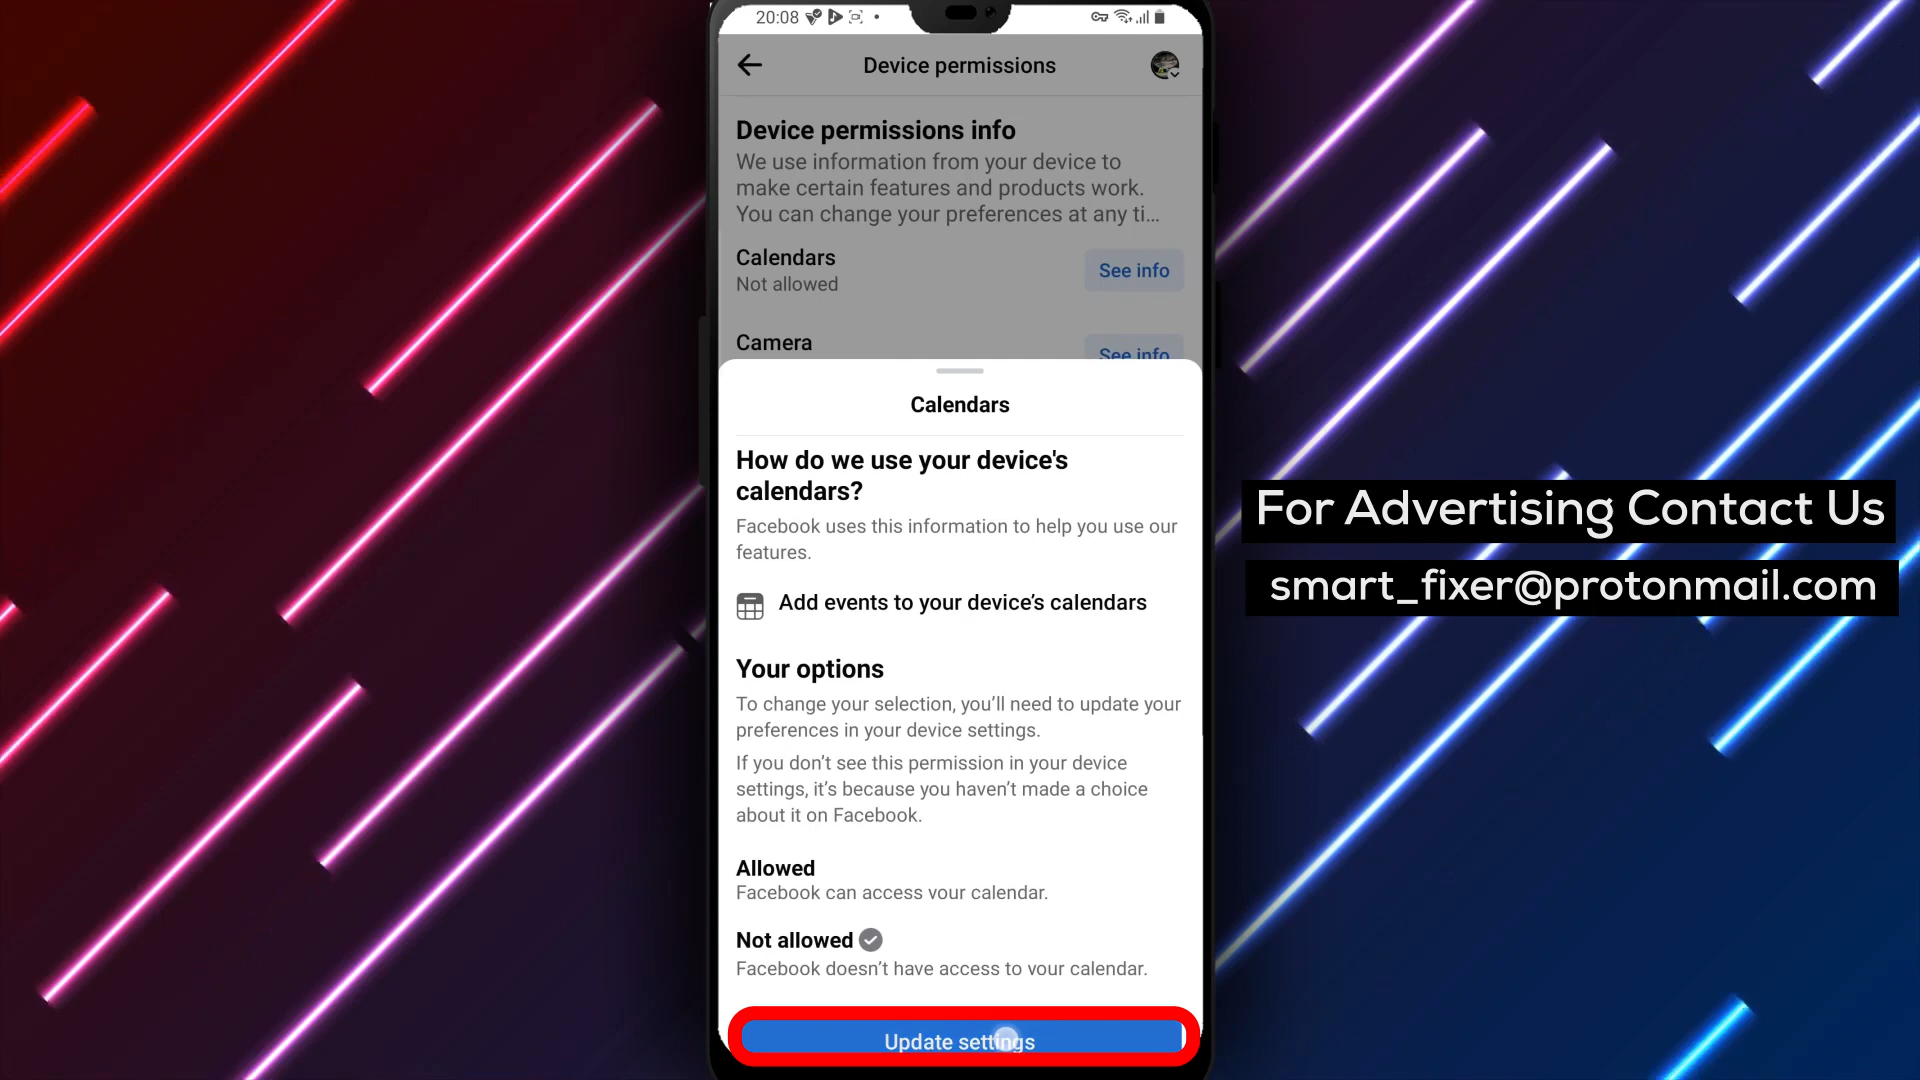 20:08
Device permissions
Device permissions info
We use information from your device to
make certain features and products work.
You can change your preferences at any ti...
Calendars
See info
Not allowed
Camera
See info
Calendars
How do we use your device's
calendars?
Facebook uses this information to help you use our
features.
Add events to your device’s calendars
Your options
To change your selection, you’ll need to update your
preferences in your device settings.
If you don’t see this permission in your device
settings, it’s because you haven’t made a choice
about it on Facebook.
Allowed
Facebook can access your calendar.
Not allowed
Facebook doesn’t have access to your calendar.
Update settings
For Advertising Contact Us
smart_fixer@protonmail.com